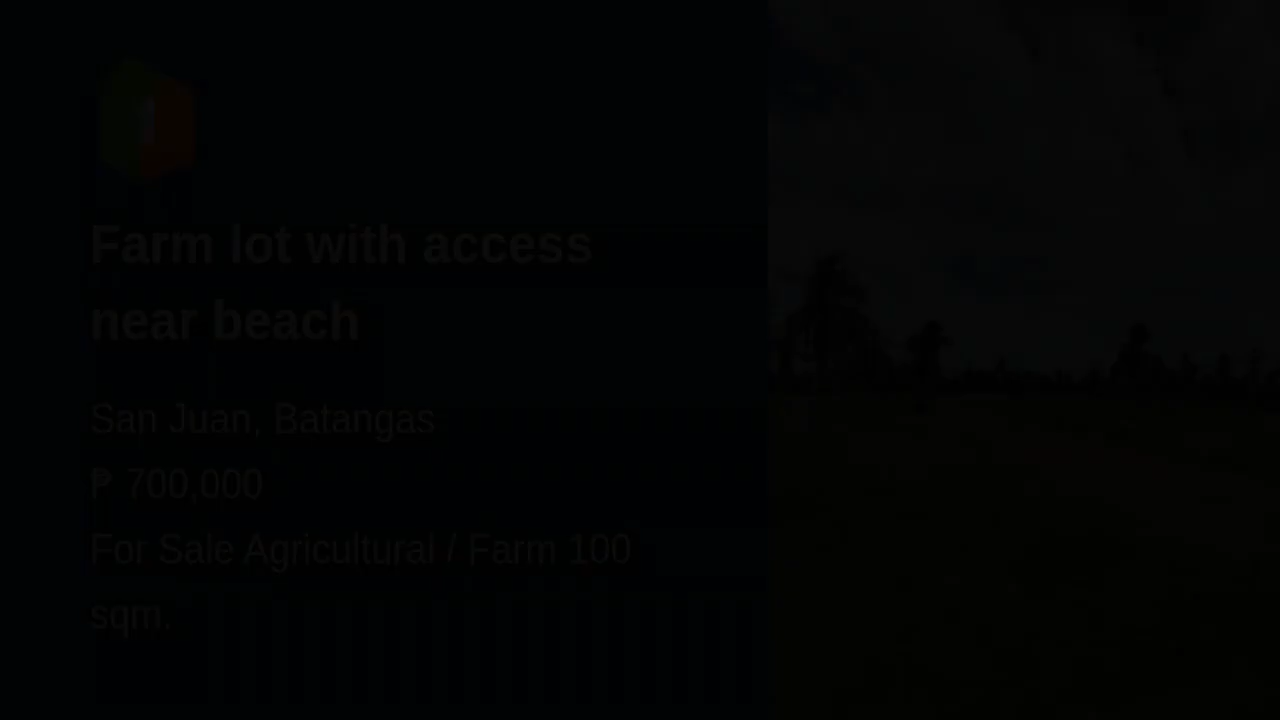 Farm lot with access
near beach
San Juan, Batangas
₱ 700,000
For Sale Agricultural / Farm 100
sqm.